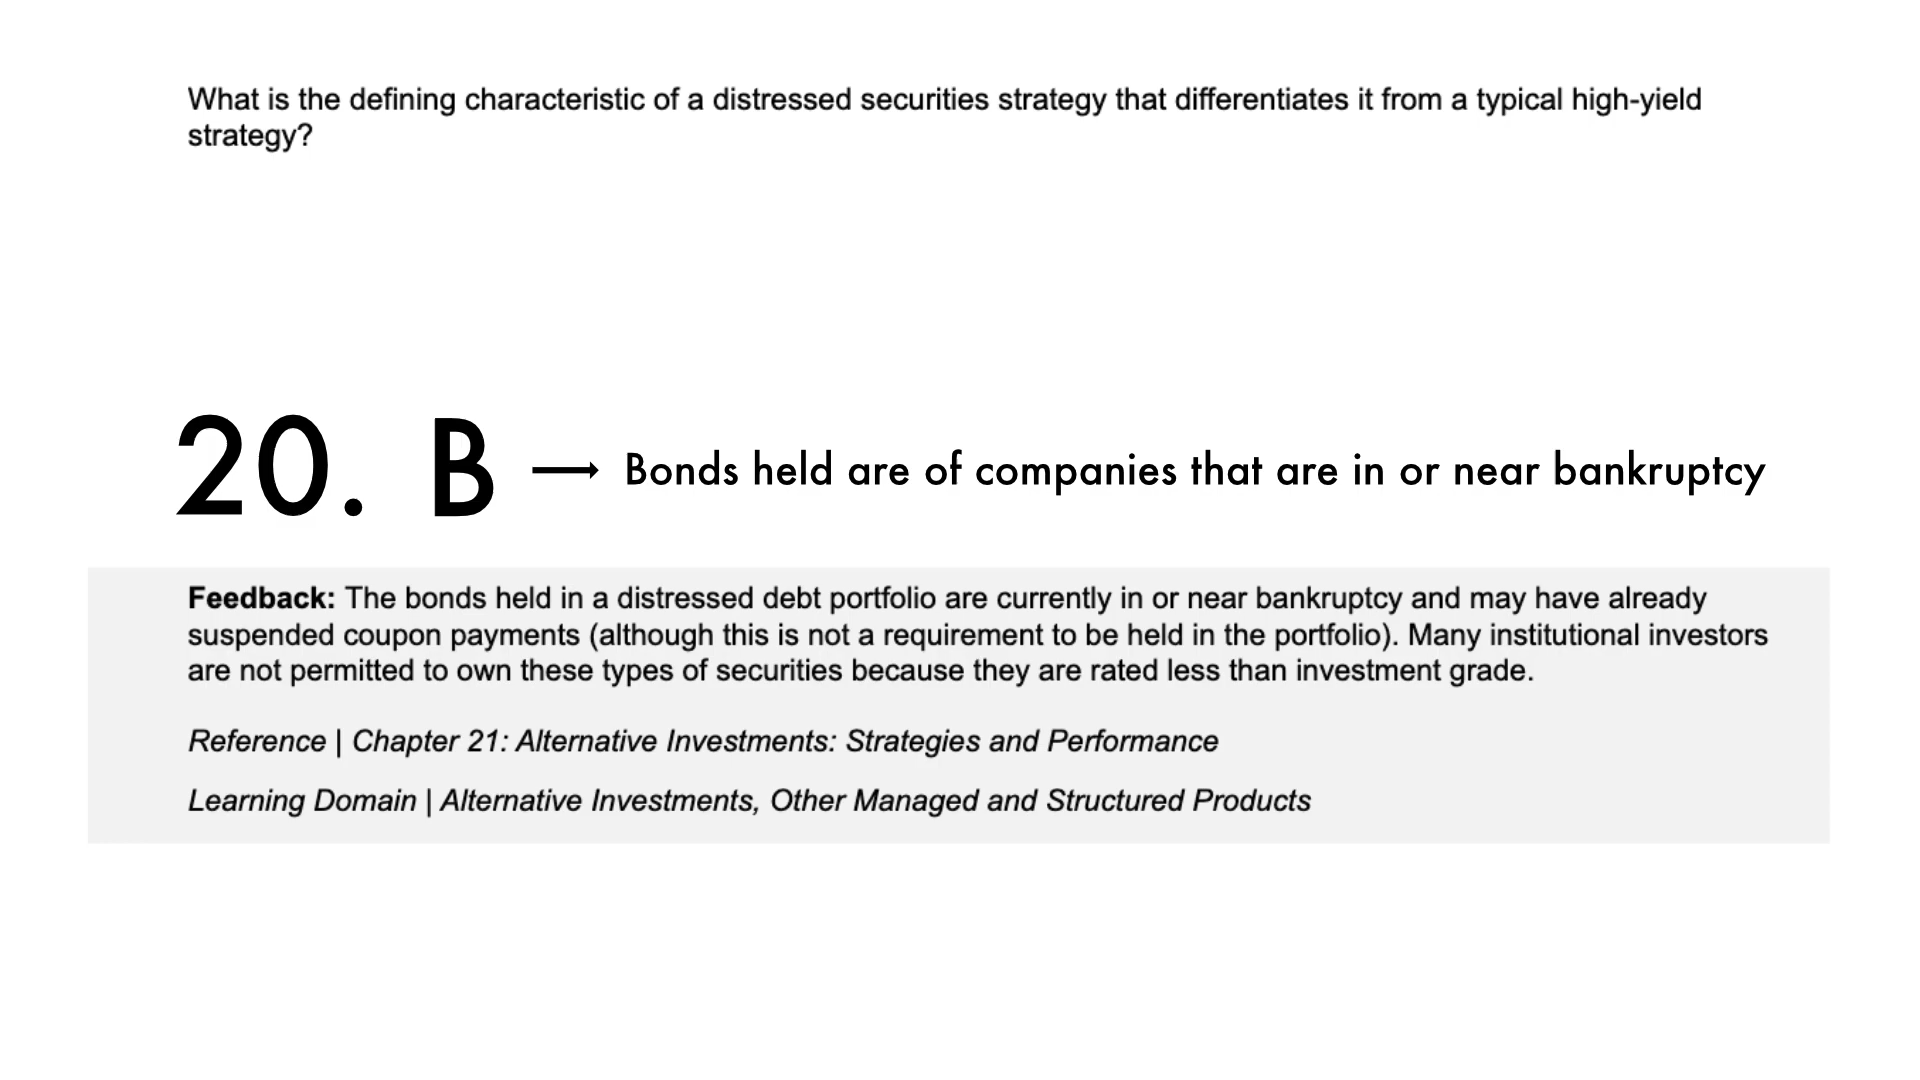 What is the defining characteristic of a distressed securities strategy that differentiates it from a typical high-yield
strategy?
20. B → Bonds held are of companies that are in or near bankruptcy
Feedback: The bonds held in a distressed debt portfolio are currently in or near bankruptcy and may have already
suspended coupon payments (although this is not a requirement to be held in the portfolio). Many institutional investors
are not permitted to own these types of securities because they are rated less than investment grade.
Reference | Chapter 21: Alternative Investments: Strategies and Performance
Learning Domain | Alternative Investments, Other Managed and Structured Products